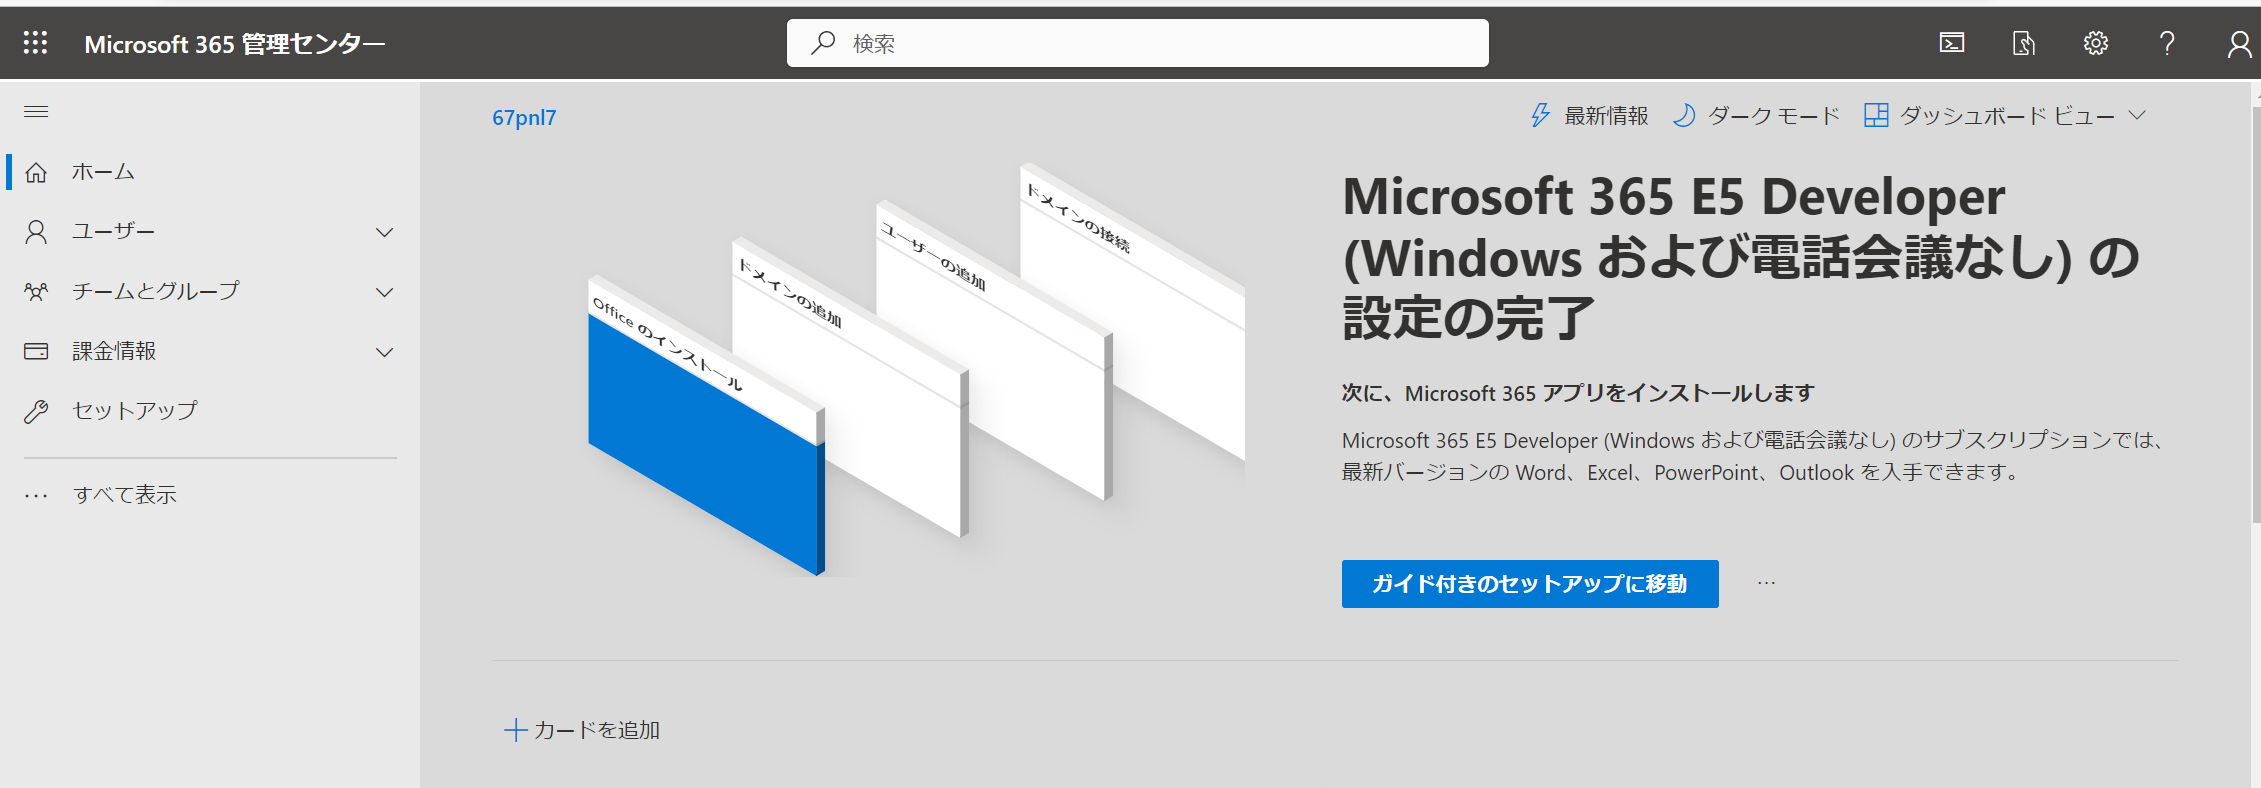 Microsoft 365 管理センター
検索
67pnl7
最新情報
ダーク モード
ダッシュボード ビュー
ホーム
ユーザー
チームとグループ
課金情報
セットアップ
すべて表示
Office のインストール
ドメインの追加
ユーザーの追加
ドメインの接続
Microsoft 365 E5 Developer
(Windows および電話会議なし) の
設定の完了
次に、Microsoft 365 アプリをインストールします
Microsoft 365 E5 Developer (Windows および電話会議なし) のサブスクリプションでは、
最新バージョンの Word、Excel、PowerPoint、Outlook を入手できます。
ガイド付きのセットアップに移動
カードを追加